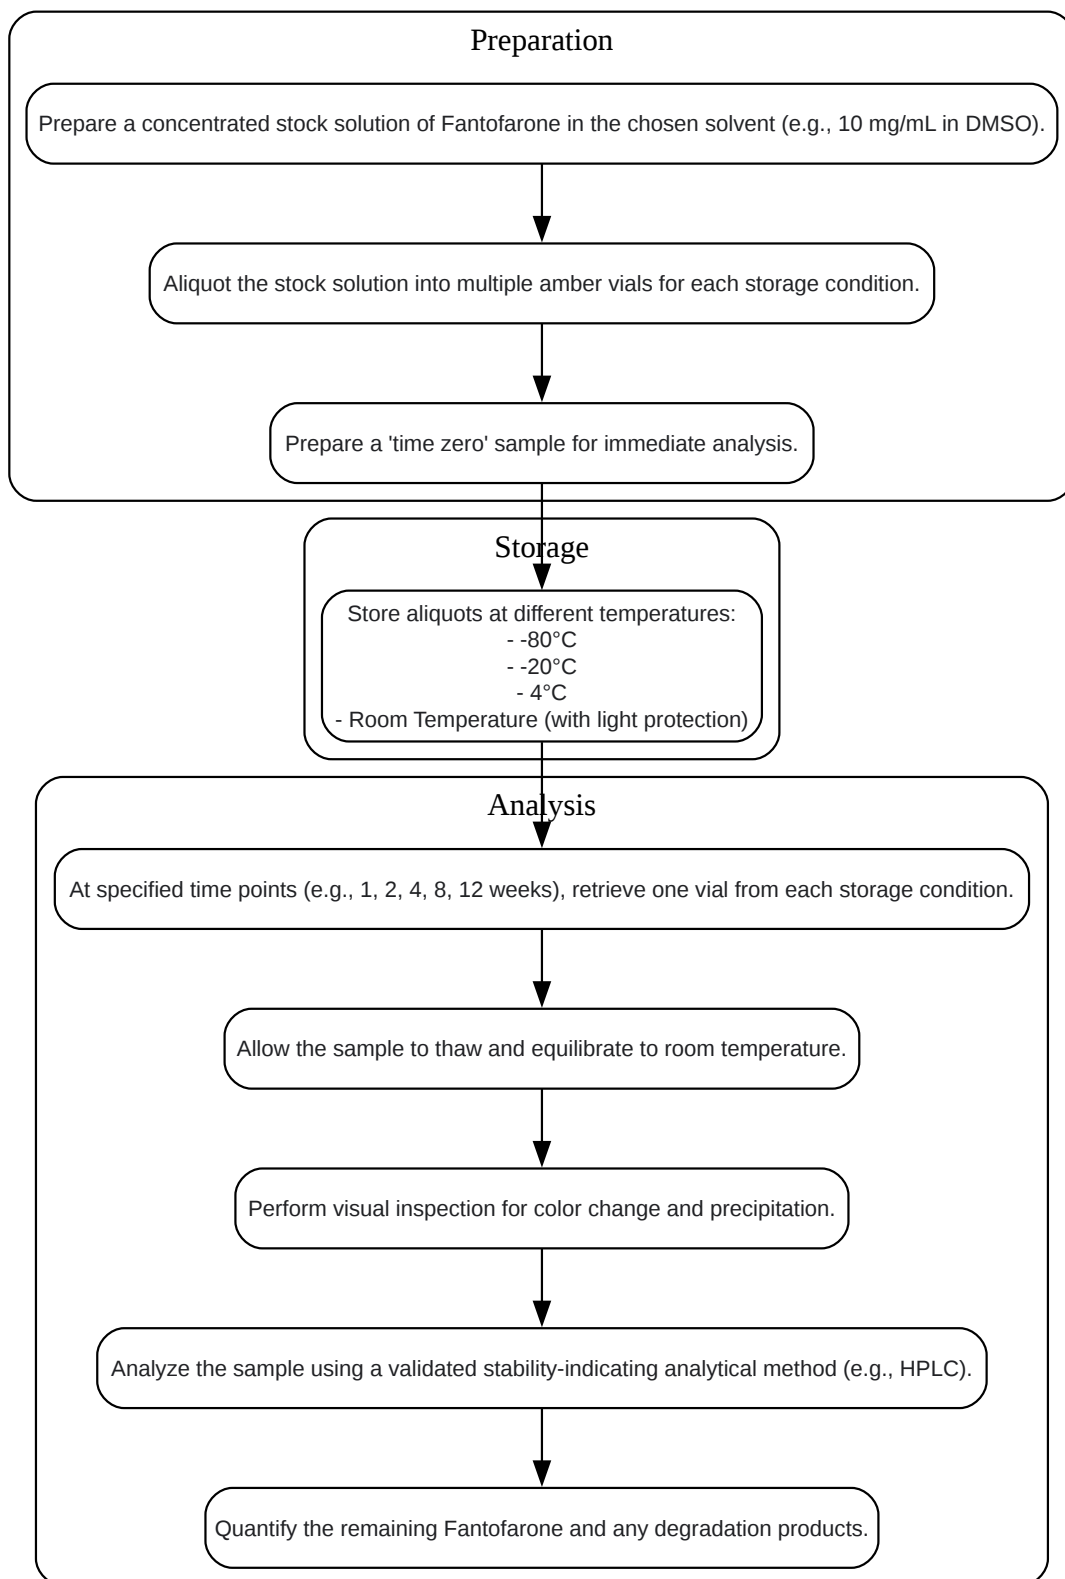 Preparation
Prepare a concentrated stock solution of Fantofarone in the chosen solvent (e.g., 10 mg/mL in DMSO).
Aliquot the stock solution into multiple amber vials for each storage condition.
Prepare a 'time zero' sample for immediate analysis.
Storage
Store aliquots at different temperatures:
- -80°C
- -20°C
- 4°C
- Room Temperature (with light protection)
Analysis
At specified time points (e.g., 1, 2, 4, 8, 12 weeks), retrieve one vial from each storage condition.
Allow the sample to thaw and equilibrate to room temperature.
Perform visual inspection for color change and precipitation.
Analyze the sample using a validated stability-indicating analytical method (e.g., HPLC).
Quantify the remaining Fantofarone and any degradation products.